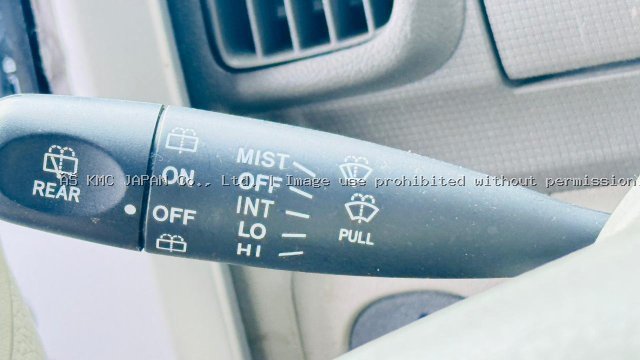 REAR
ON
OFF
MIST
OFF
INT
LO
HI
PULL
AS KMC JAPAN Co., Ltd. | Image use prohibited without permission